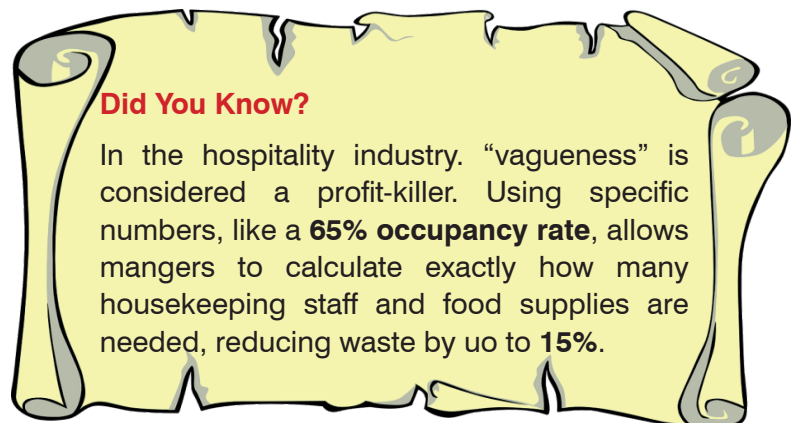 Did You Know?
In the hospitality industry. “vagueness” is
considered a profit-killer. Using specific
numbers, like a 65% occupancy rate, allows
mangers to calculate exactly how many
housekeeping staff and food supplies are
needed, reducing waste by uo to 15%.